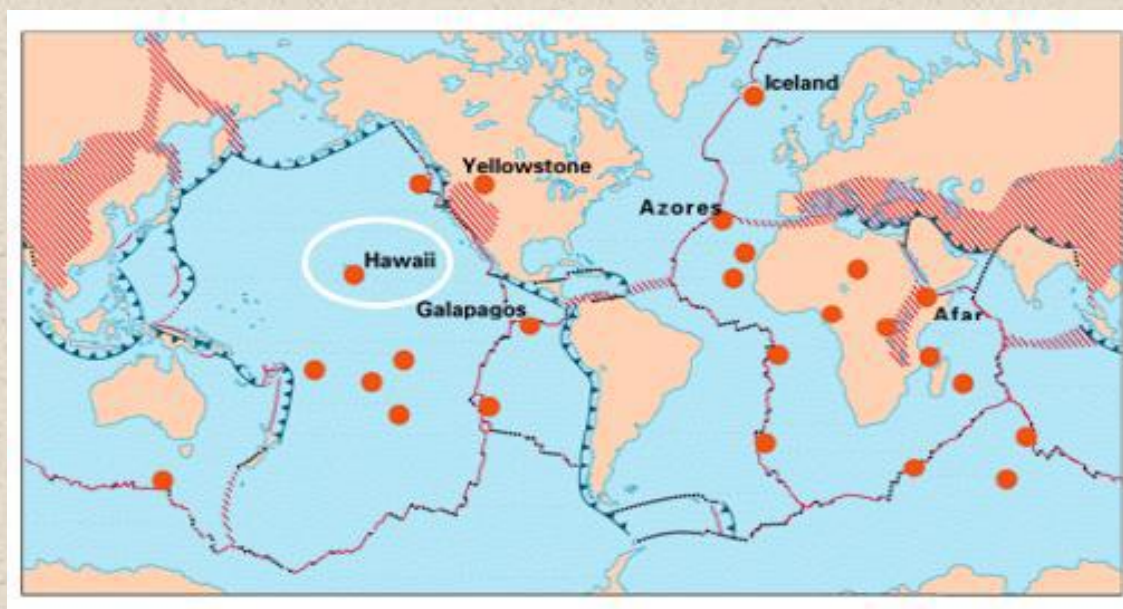 Iceland
Yellowstone
Azores
Hawaii
Galapagos
Afar